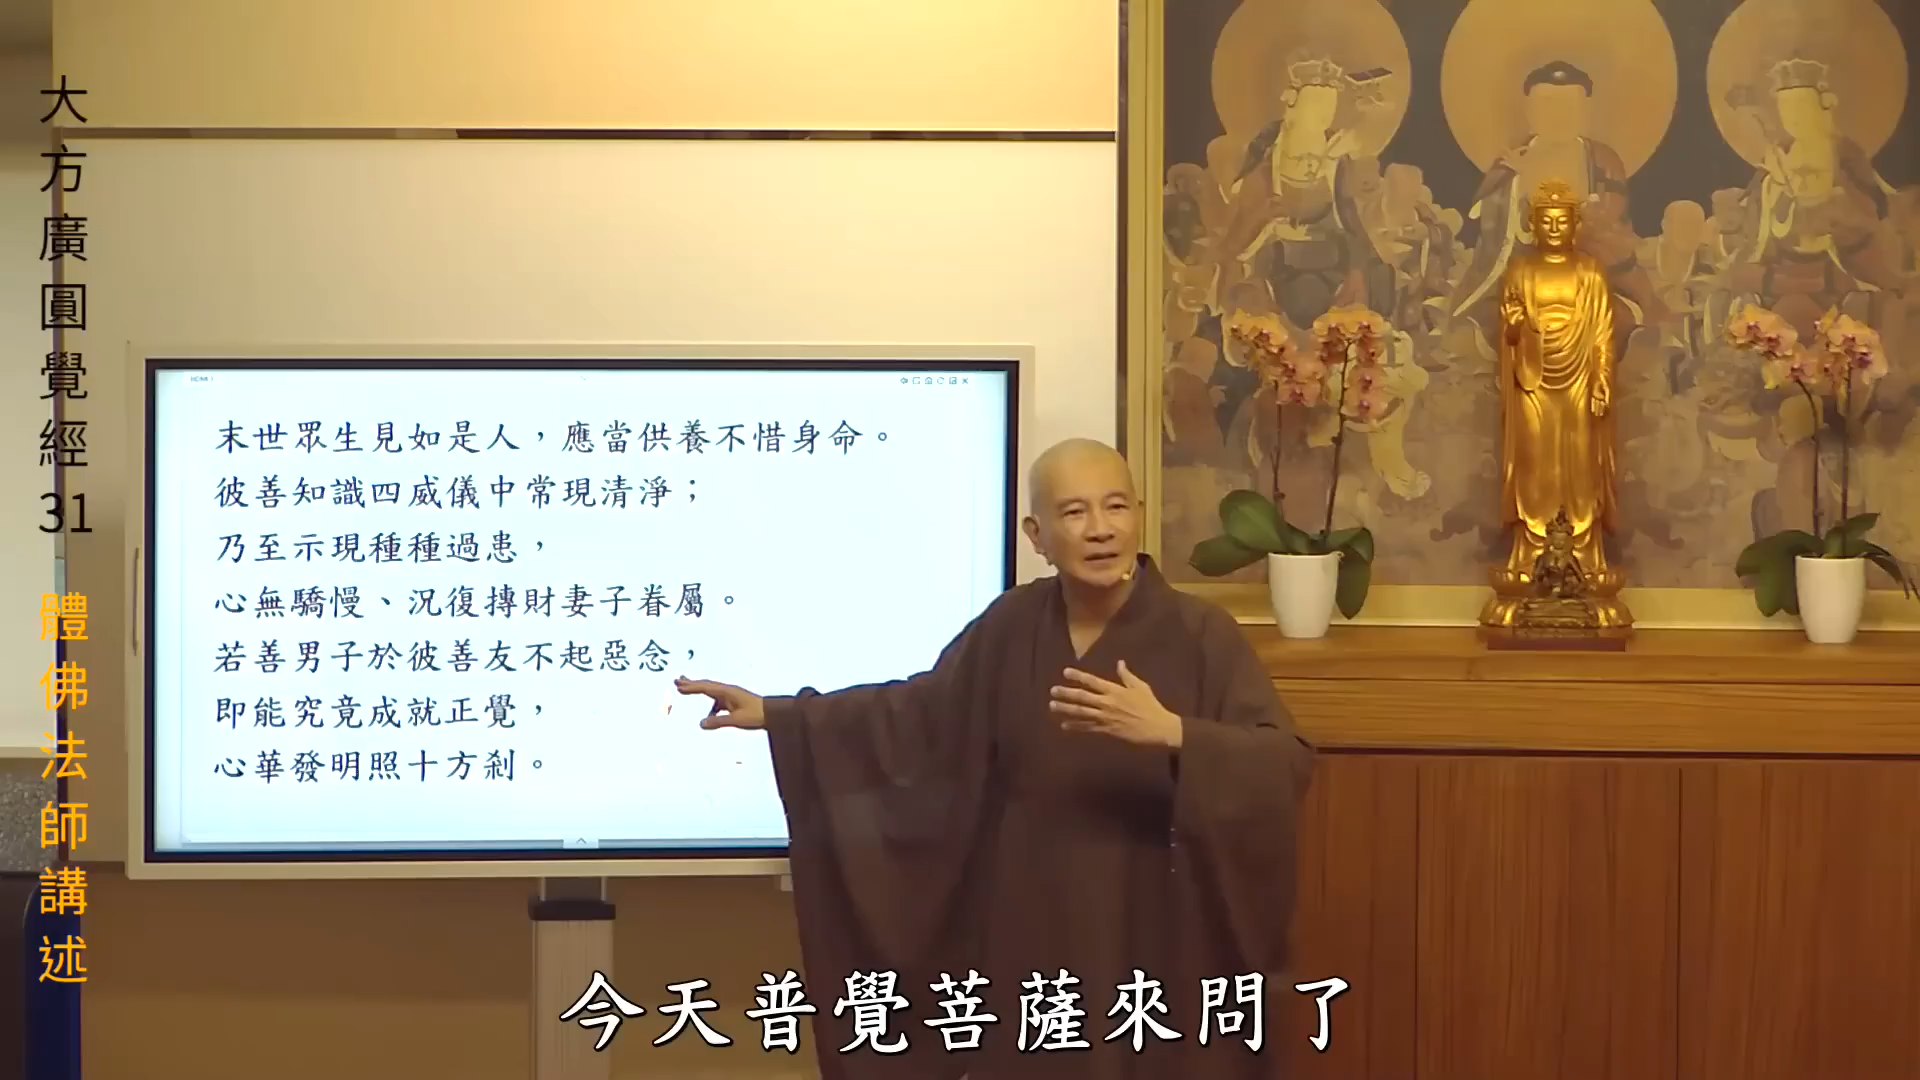 大方廣圓覺經31 體佛法師講述
末世眾生見如是人，應當供養不惜身命。
彼善知識四威儀中常現清淨；
乃至示現種種過患，
心無驕慢、況復摶財妻子眷屬。
若善男子於彼善友不起惡念，
即能究竟成就正覺，
心華發明照十方剎。
今天普覺菩薩來問了